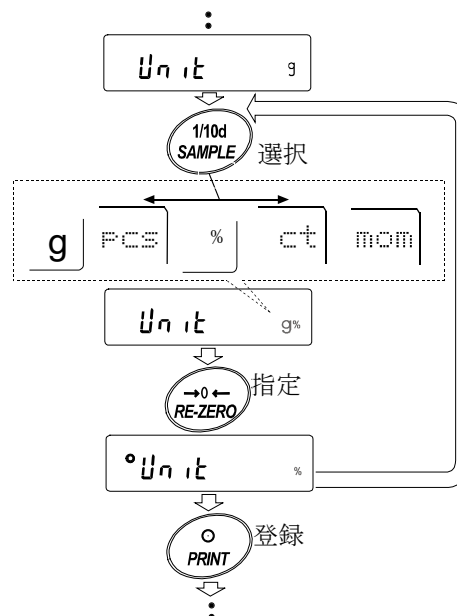 Unit g
1/10d
SAMPLE
選択
g pcs % ct mom
Unit g%
→0←
RE-ZERO
指定
Unit %
PRINT
登録